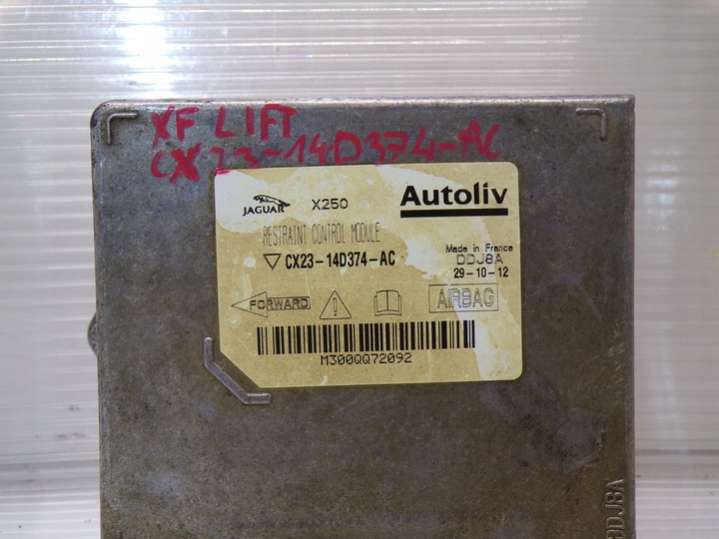 XF LIFT
CX23-14D374-AC
JAGUAR X250 Autoliv
RESTRAINT CONTROL MODULE
CX23-14D374-AC
Made in France
DDJ8A
29-10-12
FORWARD AIRBAG
M300QQ72092
DDJ8A